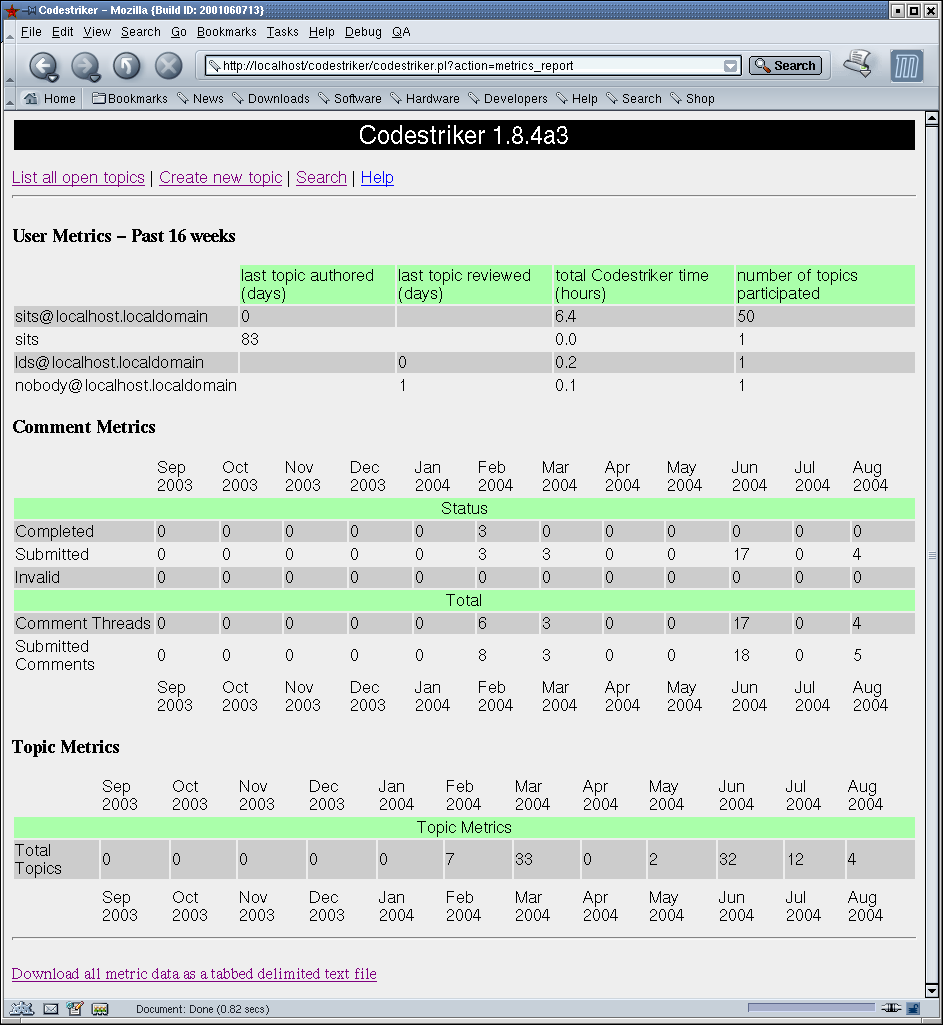 Codestriker – Mozilla {Build ID: 2001060713}
File Edit View Search Go Bookmarks Tasks Help Debug QA
http://localhost/codestriker/codestriker.pl?action=metrics_report Search
Home Bookmarks News Downloads Software Hardware Developers Help Search Shop
Codestriker 1.8.4a3
List all open topics | Create new topic | Search | Help
User Metrics – Past 16 weeks
last topic authored last topic reviewed total Codestriker time number of topics
(days) (days) (hours) participated
sits@localhost.localdomain 0 6.4 50
sits 83 0.0 1
lds@localhost.localdomain 0 0.2 1
nobody@localhost.localdomain 1 0.1 1
Comment Metrics
Sep Oct Nov Dec Jan Feb Mar Apr May Jun Jul Aug
2003 2003 2003 2003 2004 2004 2004 2004 2004 2004 2004 2004
Status
Completed 0 0 0 0 0 3 0 0 0 0 0 0
Submitted 0 0 0 0 0 3 3 0 0 17 0 4
Invalid 0 0 0 0 0 0 0 0 0 0 0 0
Total
Comment Threads 0 0 0 0 0 6 3 0 0 17 0 4
Submitted
Comments 0 0 0 0 0 8 3 0 0 18 0 5
Sep Oct Nov Dec Jan Feb Mar Apr May Jun Jul Aug
2003 2003 2003 2003 2004 2004 2004 2004 2004 2004 2004 2004
Topic Metrics
Sep Oct Nov Dec Jan Feb Mar Apr May Jun Jul Aug
2003 2003 2003 2003 2004 2004 2004 2004 2004 2004 2004 2004
Topic Metrics
Total
Topics 0 0 0 0 0 7 33 0 2 32 12 4
Sep Oct Nov Dec Jan Feb Mar Apr May Jun Jul Aug
2003 2003 2003 2003 2004 2004 2004 2004 2004 2004 2004 2004
Download all metric data as a tabbed delimited text file
Document: Done (0.82 secs)